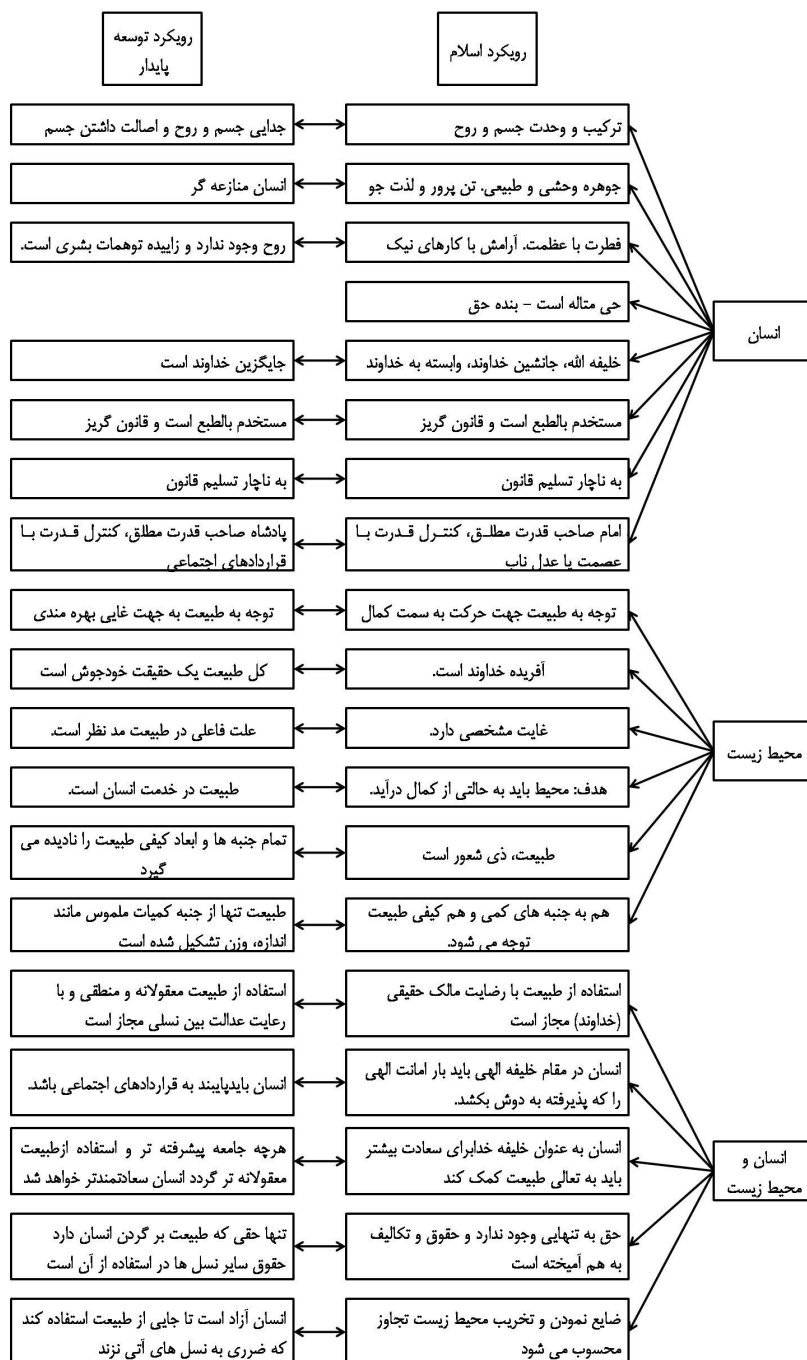 رویکرد اسلام
رویکرد توسعه
پایدار
انسان
ترکیب و وحدت جسم و روح
جدایی جسم و روح و اصالت داشتن جسم
جوهره وحشی و طبیعی. تن پرور و لذت جو
انسان منازعه گر
فطرت با عظمت. آرامش با کارهای نیک
روح وجود ندارد و زاییده توهمات بشری است.
حی متاله است – بنده حق
خلیفه الله، جانشین خداوند، وابسته به خداوند
جایگزین خداوند است
مستخدم بالطبع است و قانون گریز
مستخدم بالطبع است و قانون گریز
به ناچار تسلیم قانون
به ناچار تسلیم قانون
امام صاحب قدرت مطلق، کنترل قدرت با
عصمت یا عدل ناب
پادشاه صاحب قدرت مطلق، کنترل قدرت با
قراردادهای اجتماعی
محیط زیست
توجه به طبیعت جهت حرکت به سمت کمال
توجه به طبیعت به جهت غایی بهره مندی
آفریده خداوند است.
کل طبیعت یک حقیقت خودجوش است
غایت مشخصی دارد.
علت فاعلی در طبیعت مد نظر است.
هدف: محیط باید به حالتی از کمال درآید.
طبیعت در خدمت انسان است.
طبیعت، ذی شعور است
تمام جنبه ها و ابعاد کیفی طبیعت را نادیده می
گیرد
هم به جنبه های کمی و هم کیفی طبیعت
توجه می شود.
طبیعت تنها از جنبه کمیات ملموس مانند
اندازه، وزن تشکیل شده است
انسان و
محیط زیست
استفاده از طبیعت با رضایت مالک حقیقی
(خداوند) مجاز است
استفاده از طبیعت معقولانه و منطقی و با
رعایت عدالت بین نسلی مجاز است
انسان در مقام خلیفه الهی باید بار امانت الهی
را که پذیرفته به دوش بکشد.
انسان بایدپایبند به قراردادهای اجتماعی باشد.
انسان به عنوان خلیفه خدابرای سعادت بیشتر
باید به تعالی طبیعت کمک کند
هرچه جامعه پیشرفته تر و استفاده ازطبیعت
معقولانه تر گردد انسان سعادتمندتر خواهد شد
حق به تنهایی وجود ندارد و حقوق و تکالیف
به هم آمیخته است
تنها حقی که طبیعت بر گردن انسان دارد
حقوق سایر نسل ها در استفاده از آن است
ضایع نمودن و تخریب محیط زیست تجاوز
محسوب می شود
انسان آزاد است تا جایی از طبیعت استفاده کند
که ضرری به نسل های آتی نزند